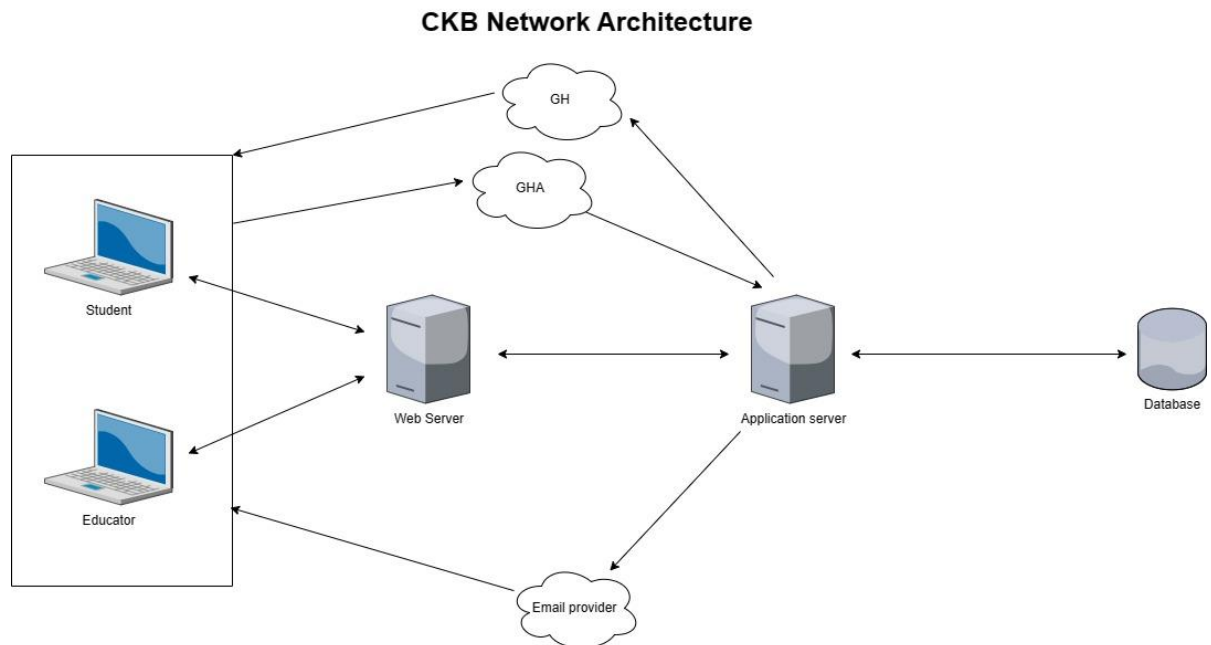 CKB Network Architecture
GH
GHA
Student
Web Server
Application server
Database
Educator
Email provider